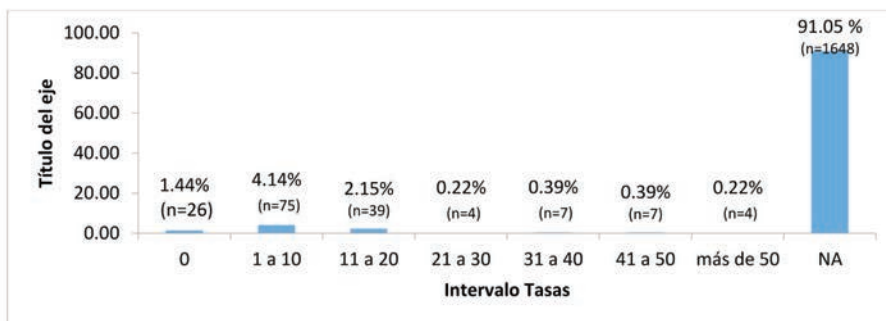 100.00
80.00
60.00
40.00
20.00
0.00
Título del eje
1.44%
(n=26)
4.14%
(n=75)
2.15%
(n=39)
0.22%
(n=4)
0.39%
(n=7)
0.39%
(n=7)
0.22%
(n=4)
91.05 %
(n=1648)
0 1 a 10 11 a 20 21 a 30 31 a 40 41 a 50 más de 50 NA
Intervalo Tasas